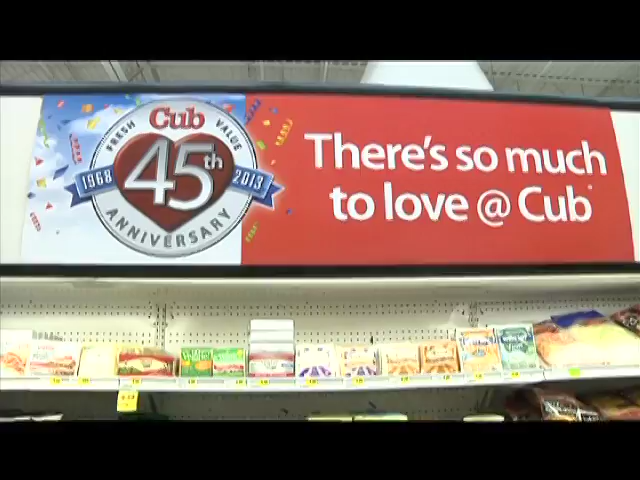 Cub
FRESH VALUE
45th
1968 2013
ANNIVERSARY
There's so much
to love @ Cub